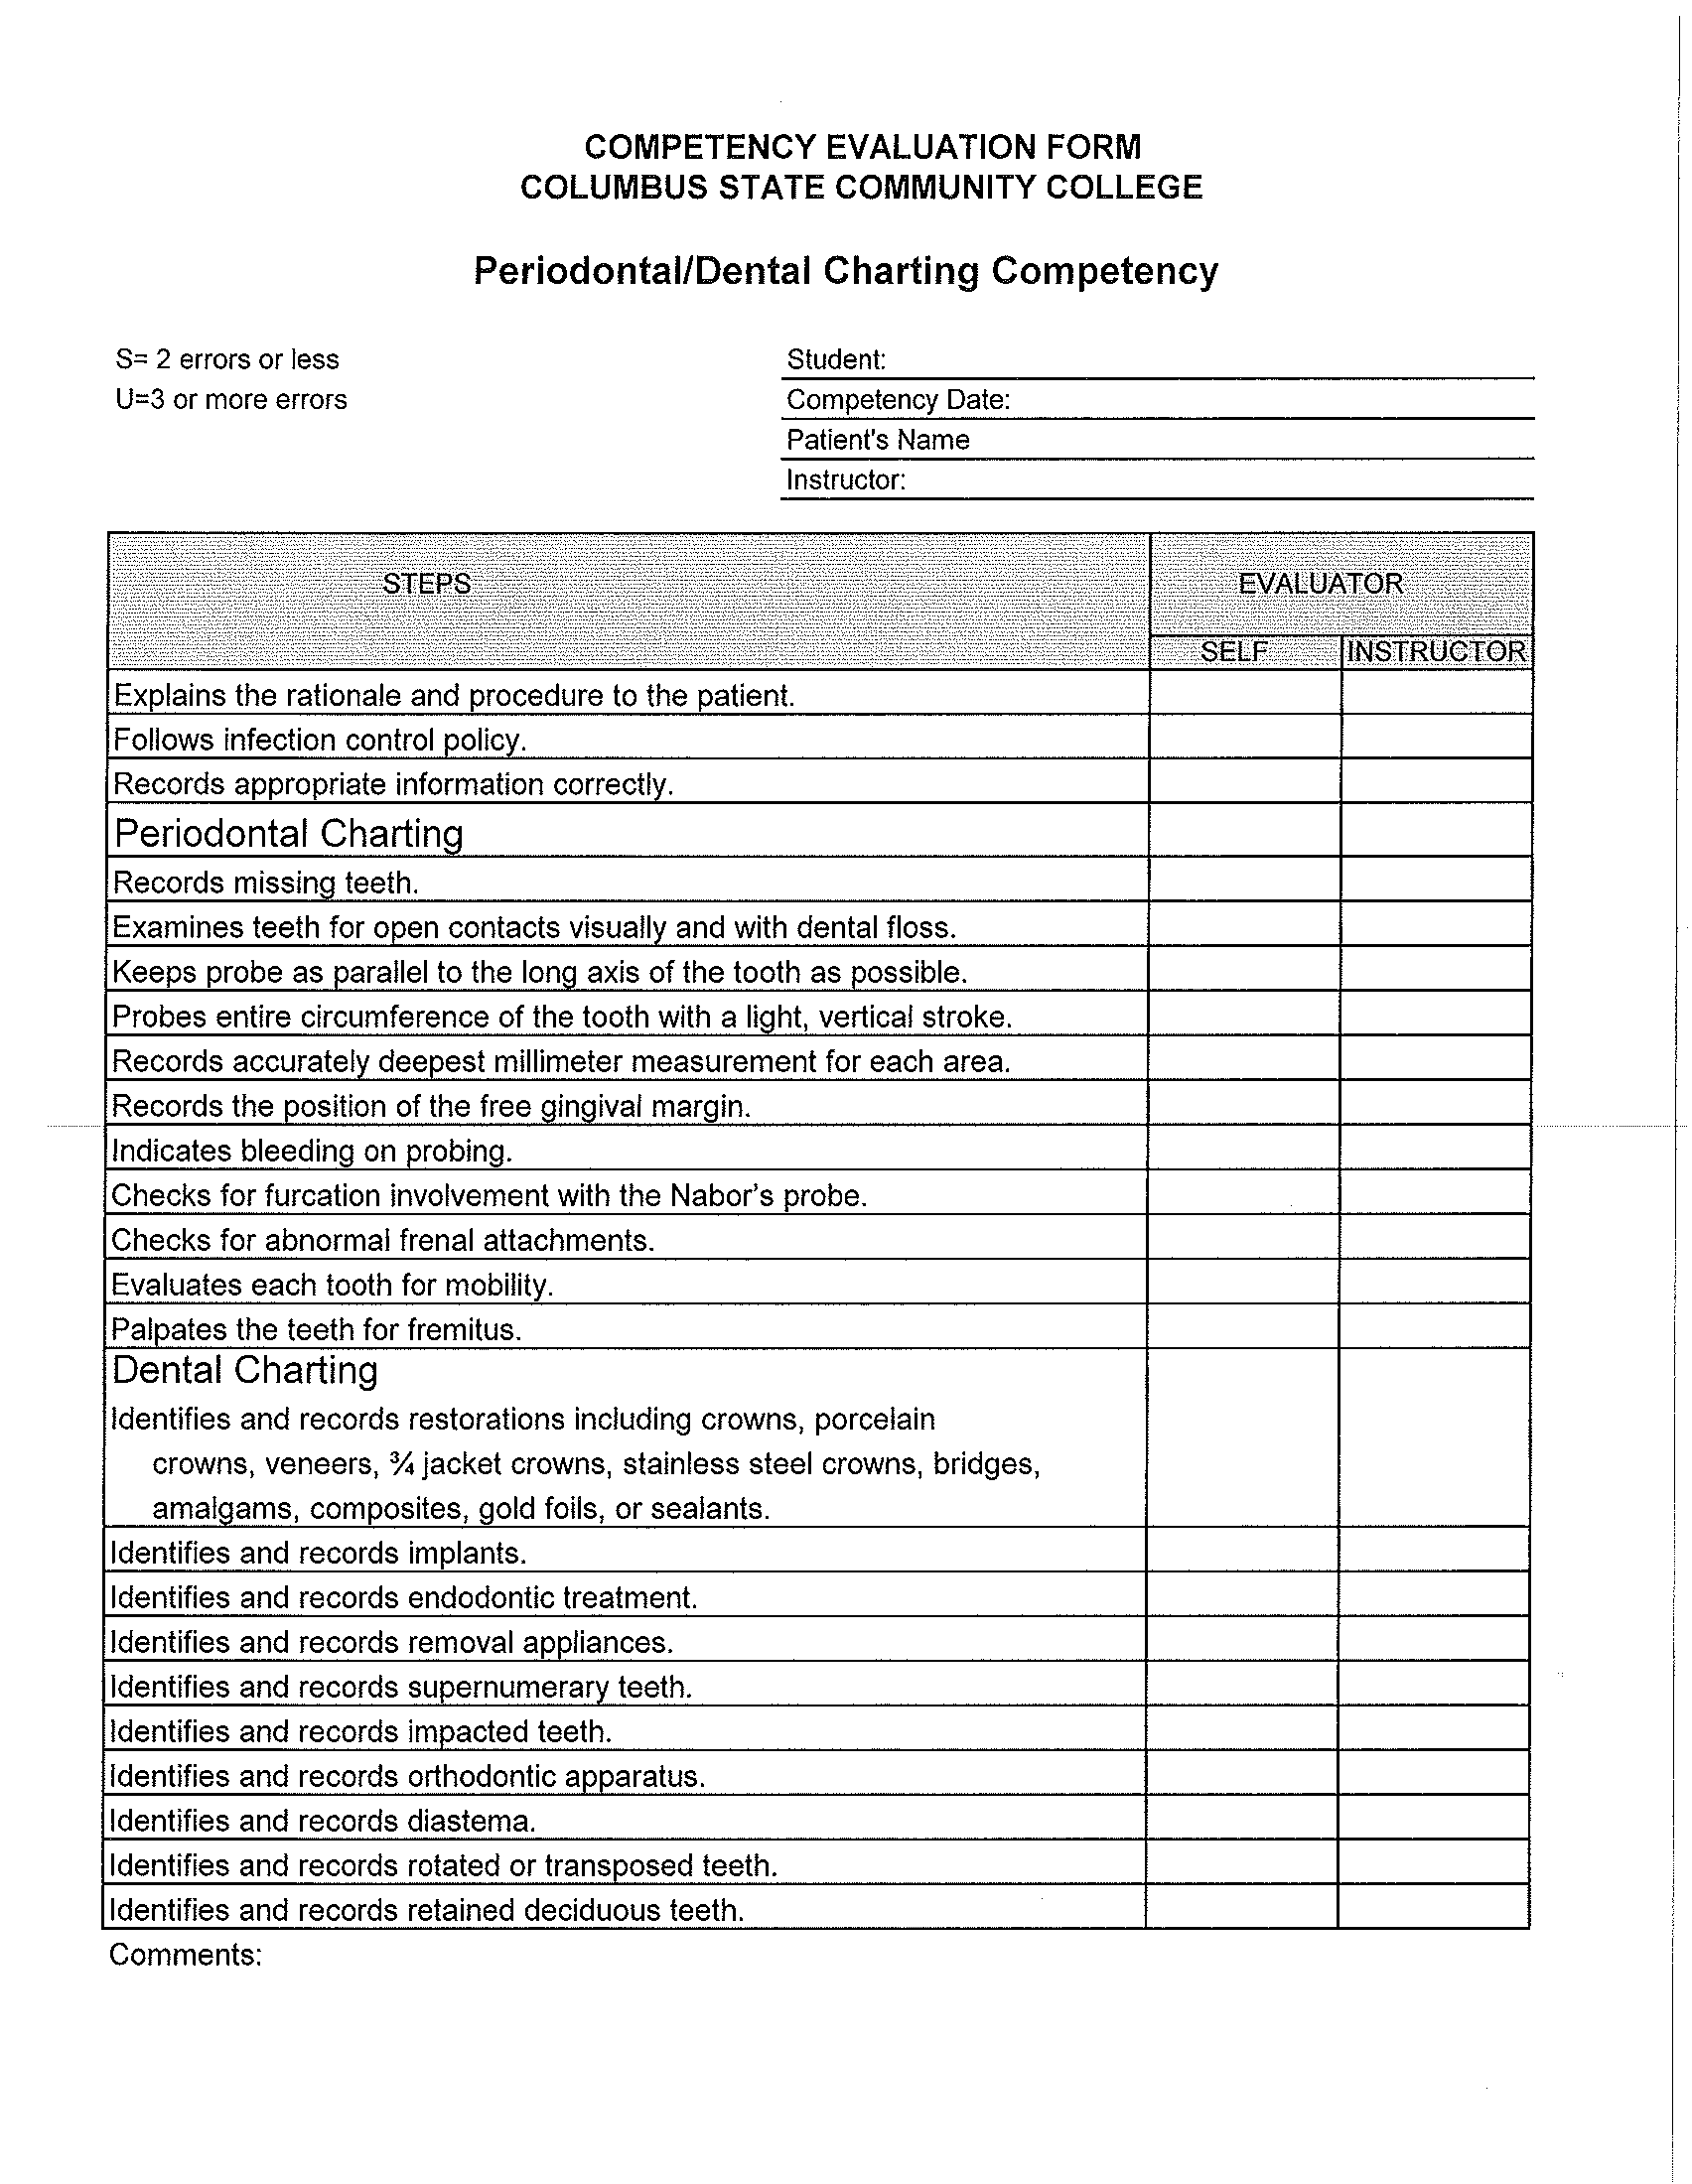 COMPETENCY EVALUATION FORM
COLUMBUS STATE COMMUNITY COLLEGE
Periodontal/Dental Charting Competency
S= 2 errors or less
Student:
U=3 or more errors
Competency Date:
Patient's Name
Instructor:
STEPS
EVALUATOR
SELF
INSTRUCTOR
Explains the rationale and procedure to the patient.
Follows infection control policy.
Records appropriate information correctly.
Periodontal Charting
Records missing teeth.
Examines teeth for open contacts visually and with dental floss.
Keeps probe as parallel to the long axis of the tooth as possible.
Probes entire circumference of the tooth with a light, vertical stroke.
Records accurately deepest millimeter measurement for each area.
Records the position of the free gingival margin.
Indicates bleeding on probing.
Checks for furcation involvement with the Nabor's probe.
Checks for abnormal frenal attachments.
Evaluates each tooth for mobility.
Palpates the teeth for fremitus.
Dental Charting
Identifies and records restorations including crowns, porcelain
crowns, veneers, ¾ jacket crowns, stainless steel crowns, bridges,
amalgams, composites, gold foils, or sealants.
Identifies and records implants.
Identifies and records endodontic treatment.
Identifies and records removal appliances.
Identifies and records supernumerary teeth.
Identifies and records impacted teeth.
Identifies and records orthodontic apparatus.
Identifies and records diastema.
Identifies and records rotated or transposed teeth.
Identifies and records retained deciduous teeth.
Comments: